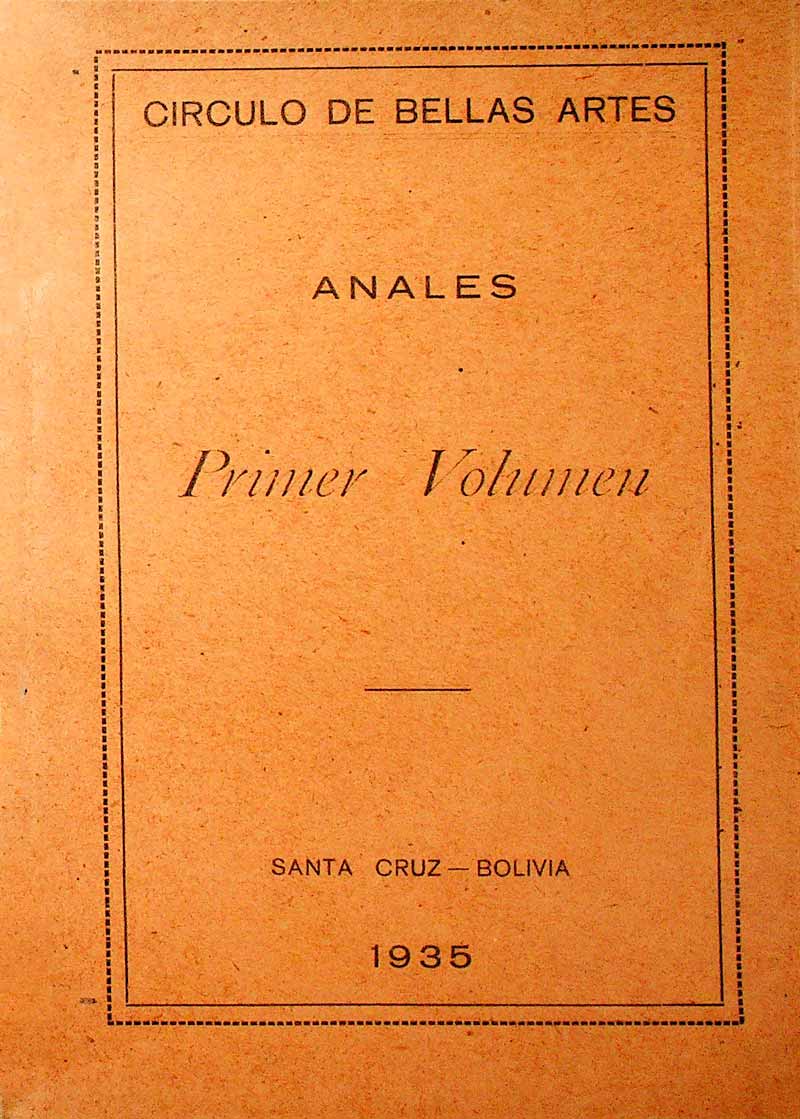 CIRCULO DE BELLAS ARTES
ANALES
Primer Volumen
SANTA CRUZ — BOLIVIA
1935